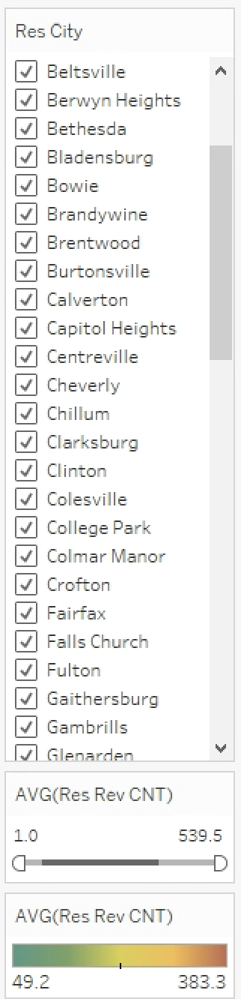 Res City
Beltsville
Berwyn Heights
Bethesda
Bladensburg
Bowie
Brandywine
Brentwood
Burtonsville
Calverton
Capitol Heights
Centreville
Cheverly
Chillum
Clarksburg
Clinton
Colesville
College Park
Colmar Manor
Crofton
Fairfax
Falls Church
Fulton
Gaithersburg
Gambrills
Glenarden
AVG(Res Rev CNT)
1.0 539.5
AVG(Res Rev CNT)
49.2 383.3